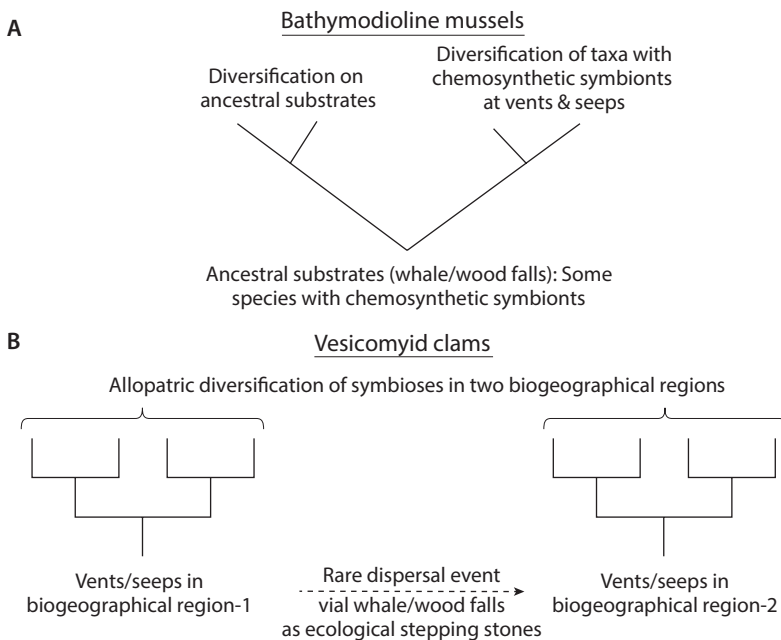 A
Bathymodioline mussels
Diversification on
ancestral substrates
Diversification of taxa with
chemosynthetic symbionts
at vents & seeps
Ancestral substrates (whale/wood falls): Some
species with chemosynthetic symbionts
B
Vesicomyid clams
Allopatric diversification of symbioses in two biogeographical regions
Vents/seeps in
biogeographical region-1
Rare dispersal event
vial whale/wood falls
as ecological stepping stones
Vents/seeps in
biogeographical region-2